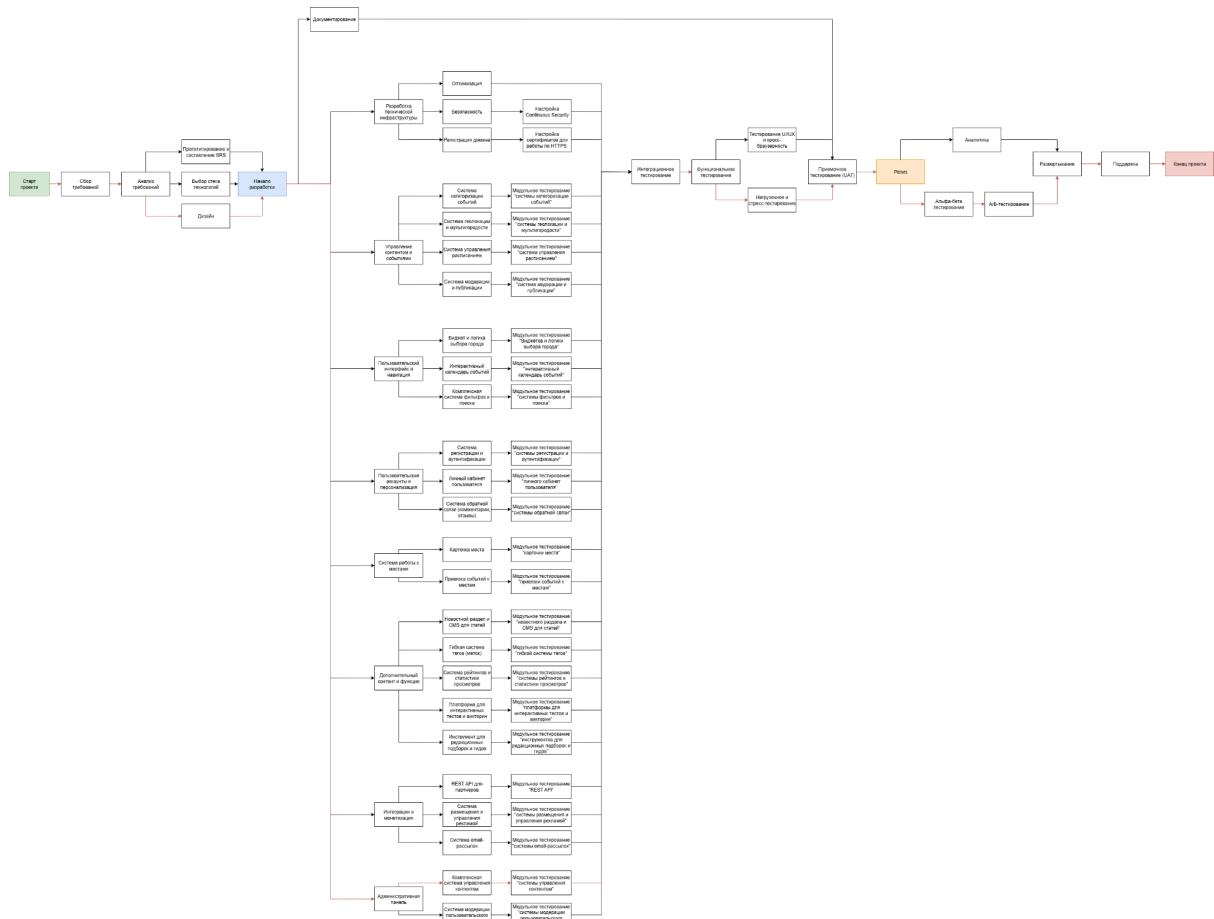 Документирование
Оптимизация
Разработка
технической
инфраструктуры
Безопасность
Настройка
Continuous Security
Регистрация домена
Настройка
сертификатов для
работы по HTTPS
Прототипирование и
составление SRS
Старт
проекта
Сбор
требований
Анализ
требований
Выбор стека
технологий
Начало
разработки
Дизайн
Интеграционное
тестирование
Функциональное
тестирование
Тестирование UI/UX
и кросс-
браузерность
Нагрузочное и
стресс-тестирование
Приемочное
тестирование (UAT)
Релиз
Аналитика
Альфа-бета
тестирование
A/B-тестирование
Развертывание
Поддержка
Конец проекта
Управление
контентом и
событиями
Система
категоризации
событий
Модульное тестирование
"система категоризации
событий"
Система геолокации
и мультигородости
Модульное тестирование
"системы геолокации и
мультигородости"
Система управления
расписанием
Модульное тестирование
"система управления
расписанием"
Система модерации
и публикации
Модульное тестирование
"система модерации и
публикации"
Пользовательский
интерфейс и
навигация
Виджет и логика
выбора города
Модульное тестирование
"Виджетов и логики
выбора города"
Интерактивный
календарь событий
Модульное тестирование
"интерактивный
календарь событий"
Комплексная
система фильтров и
поиска
Модульное тестирование
"системы фильтров и
поиска"
Пользовательские
аккаунты и
персонализация
Система
регистрации и
аутентификации
Модульное тестирование
"системы регистрации и
аутентификации"
Личный кабинет
пользователя
Модульное тестирование
"личного кабинет
пользователя"
Система обратной
связи (комментарии,
отзывы)
Модульное тестирование
"системы обратной связи"
Система работы с
местами
Карточка места
Модульное тестирование
"карточки места"
Привязка событий к
местам
Модульное тестирование
"привязки событий к
местам"
Дополнительный
контент и функции
Новостной раздел и
CMS для статей
Модульное тестирование
"новостного раздела и
CMS для статей"
Гибкая система
тегов (меток)
Модульное тестирование
"гибкой системы тегов"
Система рейтингов и
статистики
просмотров
Модульное тестирование
"системы рейтингов и
статистики просмотров"
Платформа для
интерактивных
тестов и викторин
Модульное тестирование
"платформы для
интерактивных тестов и
викторин"
Инструмент для
редакционных
подборок и гидов
Модульное тестирование
"инструментов для
редакционных подборок и
гидов"
Интеграции и
монетизация
REST API для
партнеров
Модульное тестирование
"REST API"
Система
размещения и
управления рекламой
Модульное тестирование
"системы размещения и
управления рекламой"
Система email-
рассылок
Модульное тестирование
"системы email-рассылок"
Административная
панель
Комплексная
система управления
контентом
Модульное тестирование
"системы управления
контентом"
Система модерации
пользовательского
Модульное тестирование
"системы модерации
пользовательского